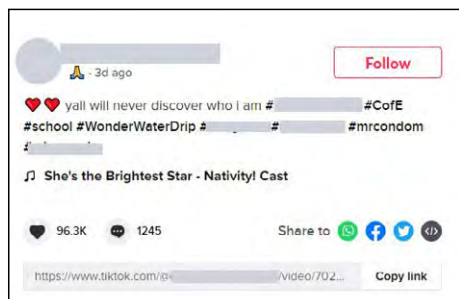 Follow
· 3d ago
yall will never discover who i am # #CofE
#school #WonderWaterDrip # # #mrcondom
#
She's the Brightest Star - Nativity! Cast
96.3K 1245 Share to
https://www.tiktok.com/@ /video/702... Copy link